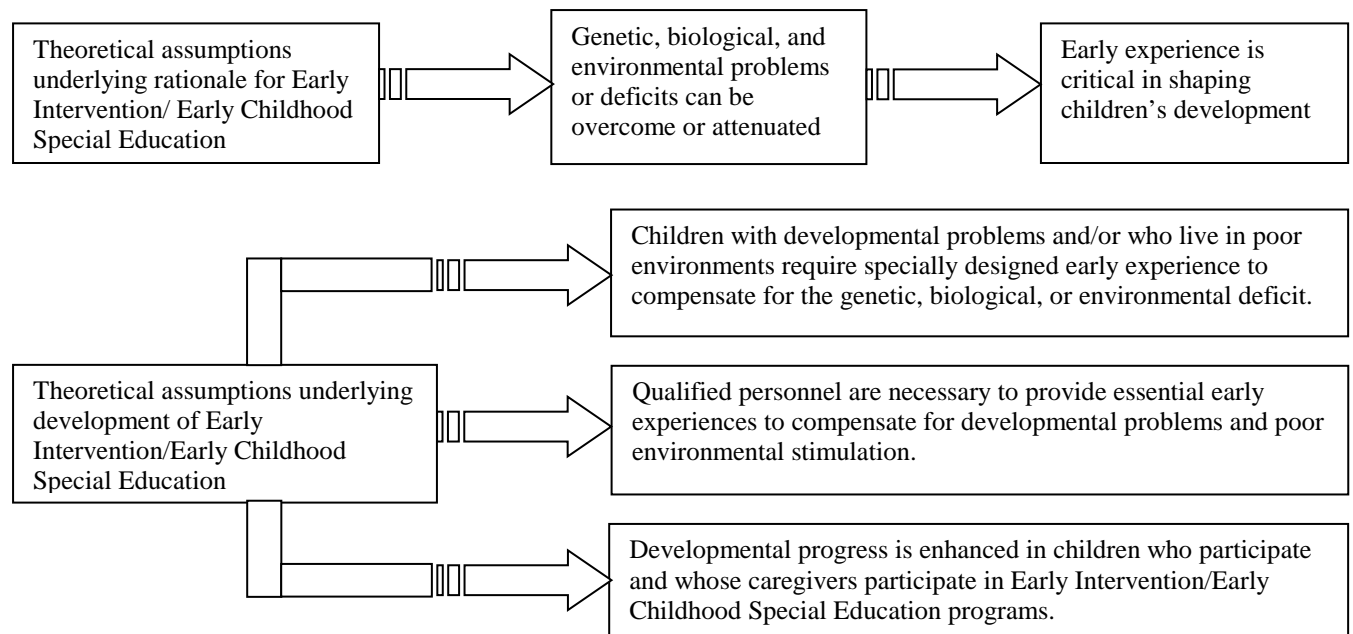 Theoretical assumptions
underlying rationale for Early
Intervention/ Early Childhood
Special Education
Genetic, biological, and
environmental problems
or deficits can be
overcome or attenuated
Early experience is
critical in shaping
children’s development
Children with developmental problems and/or who live in poor
environments require specially designed early experience to
compensate for the genetic, biological, or environmental deficit.
Theoretical assumptions underlying
development of Early
Intervention/Early Childhood
Special Education
Qualified personnel are necessary to provide essential early
experiences to compensate for developmental problems and poor
environmental stimulation.
Developmental progress is enhanced in children who participate
and whose caregivers participate in Early Intervention/Early
Childhood Special Education programs.